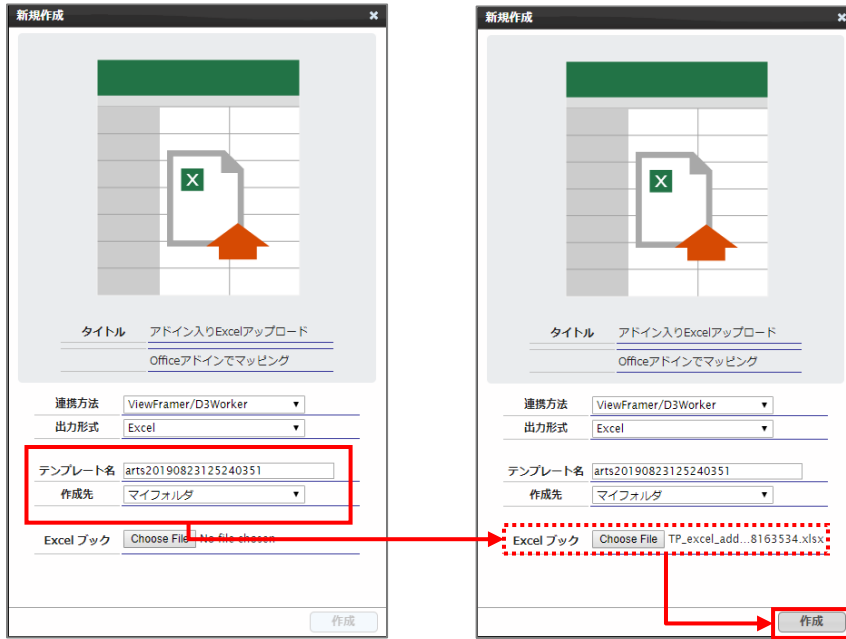 新規作成 ×
X
タイトル アドイン入りExcelアップロード
Officeアドインでマッピング
連携方法 ViewFramer/D3Worker ▼
出力形式 Excel ▼
テンプレート名 arts20190823125240351
作成先 マイフォルダ ▼
Excel ブック Choose File No file chosen
作成
新規作成 ×
X
タイトル アドイン入りExcelアップロード
Officeアドインでマッピング
連携方法 ViewFramer/D3Worker ▼
出力形式 Excel ▼
テンプレート名 arts20190823125240351
作成先 マイフォルダ ▼
Excel ブック Choose File TP_excel_add...8163534.xlsx
作成